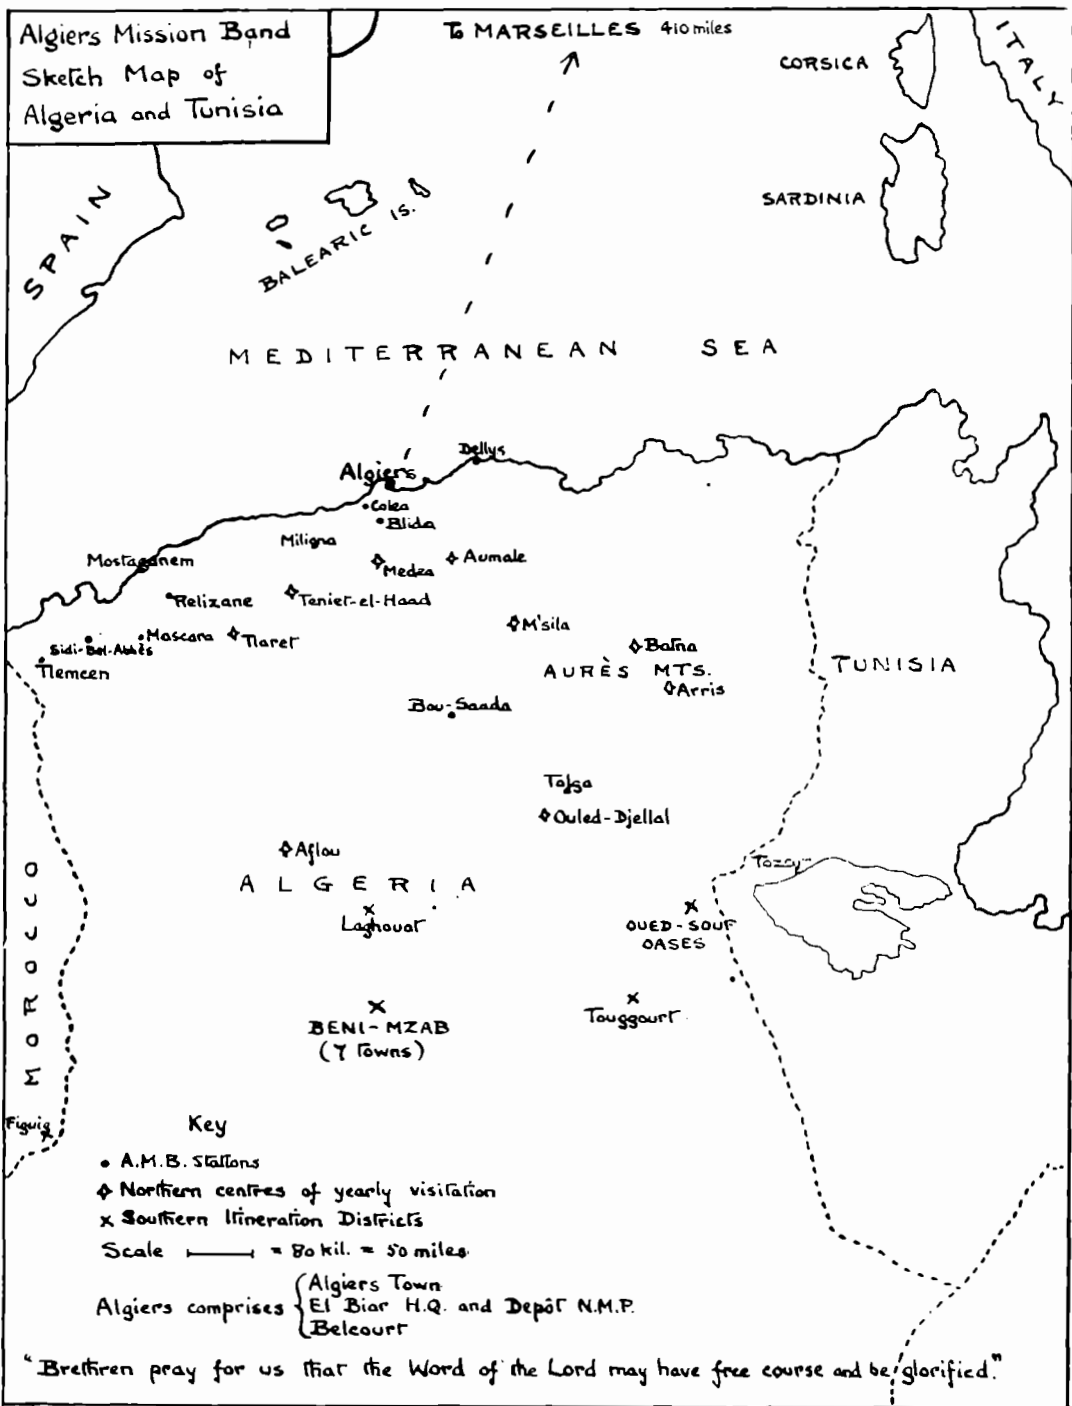 Algiers Mission Band
Sketch Map of
Algeria and Tunisia
To MARSEILLES 410 miles
CORSICA
ITALY
SARDINIA
SPAIN
BALEARIC IS.
MEDITERRANEAN SEA
Dellys
Algiers
Colea
Blida
Miligna
Mostaganem
Medea
Aumale
Relizane
Teniet-el-Haad
M'sila
Mascara
Tiaret
Sidi-Bel-Abbès
Batna
Tlemcen
AURÈS MTS.
TUNISIA
Arris
Bou-Saada
Tolga
Ouled-Djellal
Aflou
Tozer
ALGERIA
Laghouat
OUED-SOUF
OASES
MOROCCO
BENI-MZAB
(7 Towns)
Touggourt
Figuig
Key
A.M.B. Stations
Northern centres of yearly visitation
x Southern Itineration Districts
Scale = 80 kil. = 50 miles.
Algiers comprises
Algiers Town
El Biar H.Q. and Depôt N.M.P.
Belcourt
"Brethren pray for us that the Word of the Lord may have free course and be glorified."